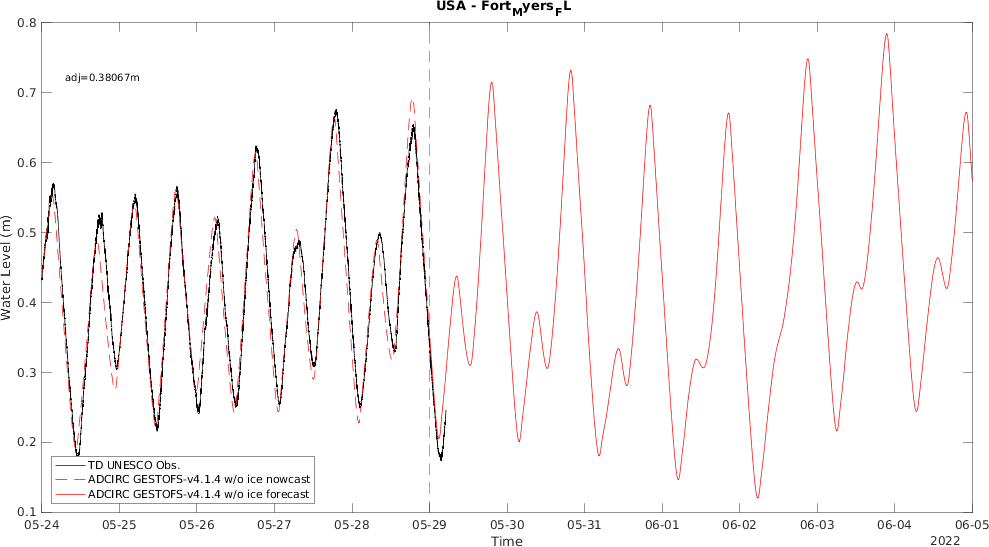 USA - FortMyersFL
adj=0.38067m
Water Level (m)
0.8
0.7
0.6
0.5
0.4
0.3
0.2
0.1
TD UNESCO Obs.
ADCIRC GESTOFS-v4.1.4 w/o ice nowcast
ADCIRC GESTOFS-v4.1.4 w/o ice forecast
05-24 05-25 05-26 05-27 05-28 05-29 05-30 05-31 06-01 06-02 06-03 06-04 06-05
Time
2022